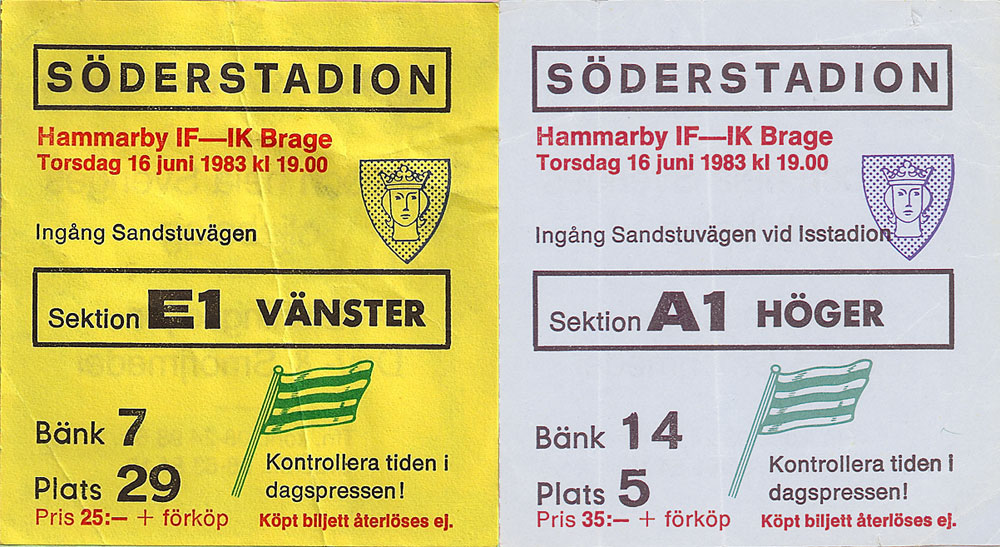 SÖDERSTADION
Hammarby IF—IK Brage
Torsdag 16 juni 1983 kl 19.00
Ingång Sandstuvägen
Sektion E1 VÄNSTER
Bänk 7
Plats 29
Kontrollera tiden i
dagspressen!
Pris 25:— + förköp
Köpt biljett återlöses ej.
SÖDERSTADION
Hammarby IF—IK Brage
Torsdag 16 juni 1983 kl 19.00
Ingång Sandstuvägen vid Isstadion
Sektion A1 HÖGER
Bänk 14
Plats 5
Kontrollera tiden i
dagspressen!
Pris 35:— + förköp
Köpt biljett återlöses ej.